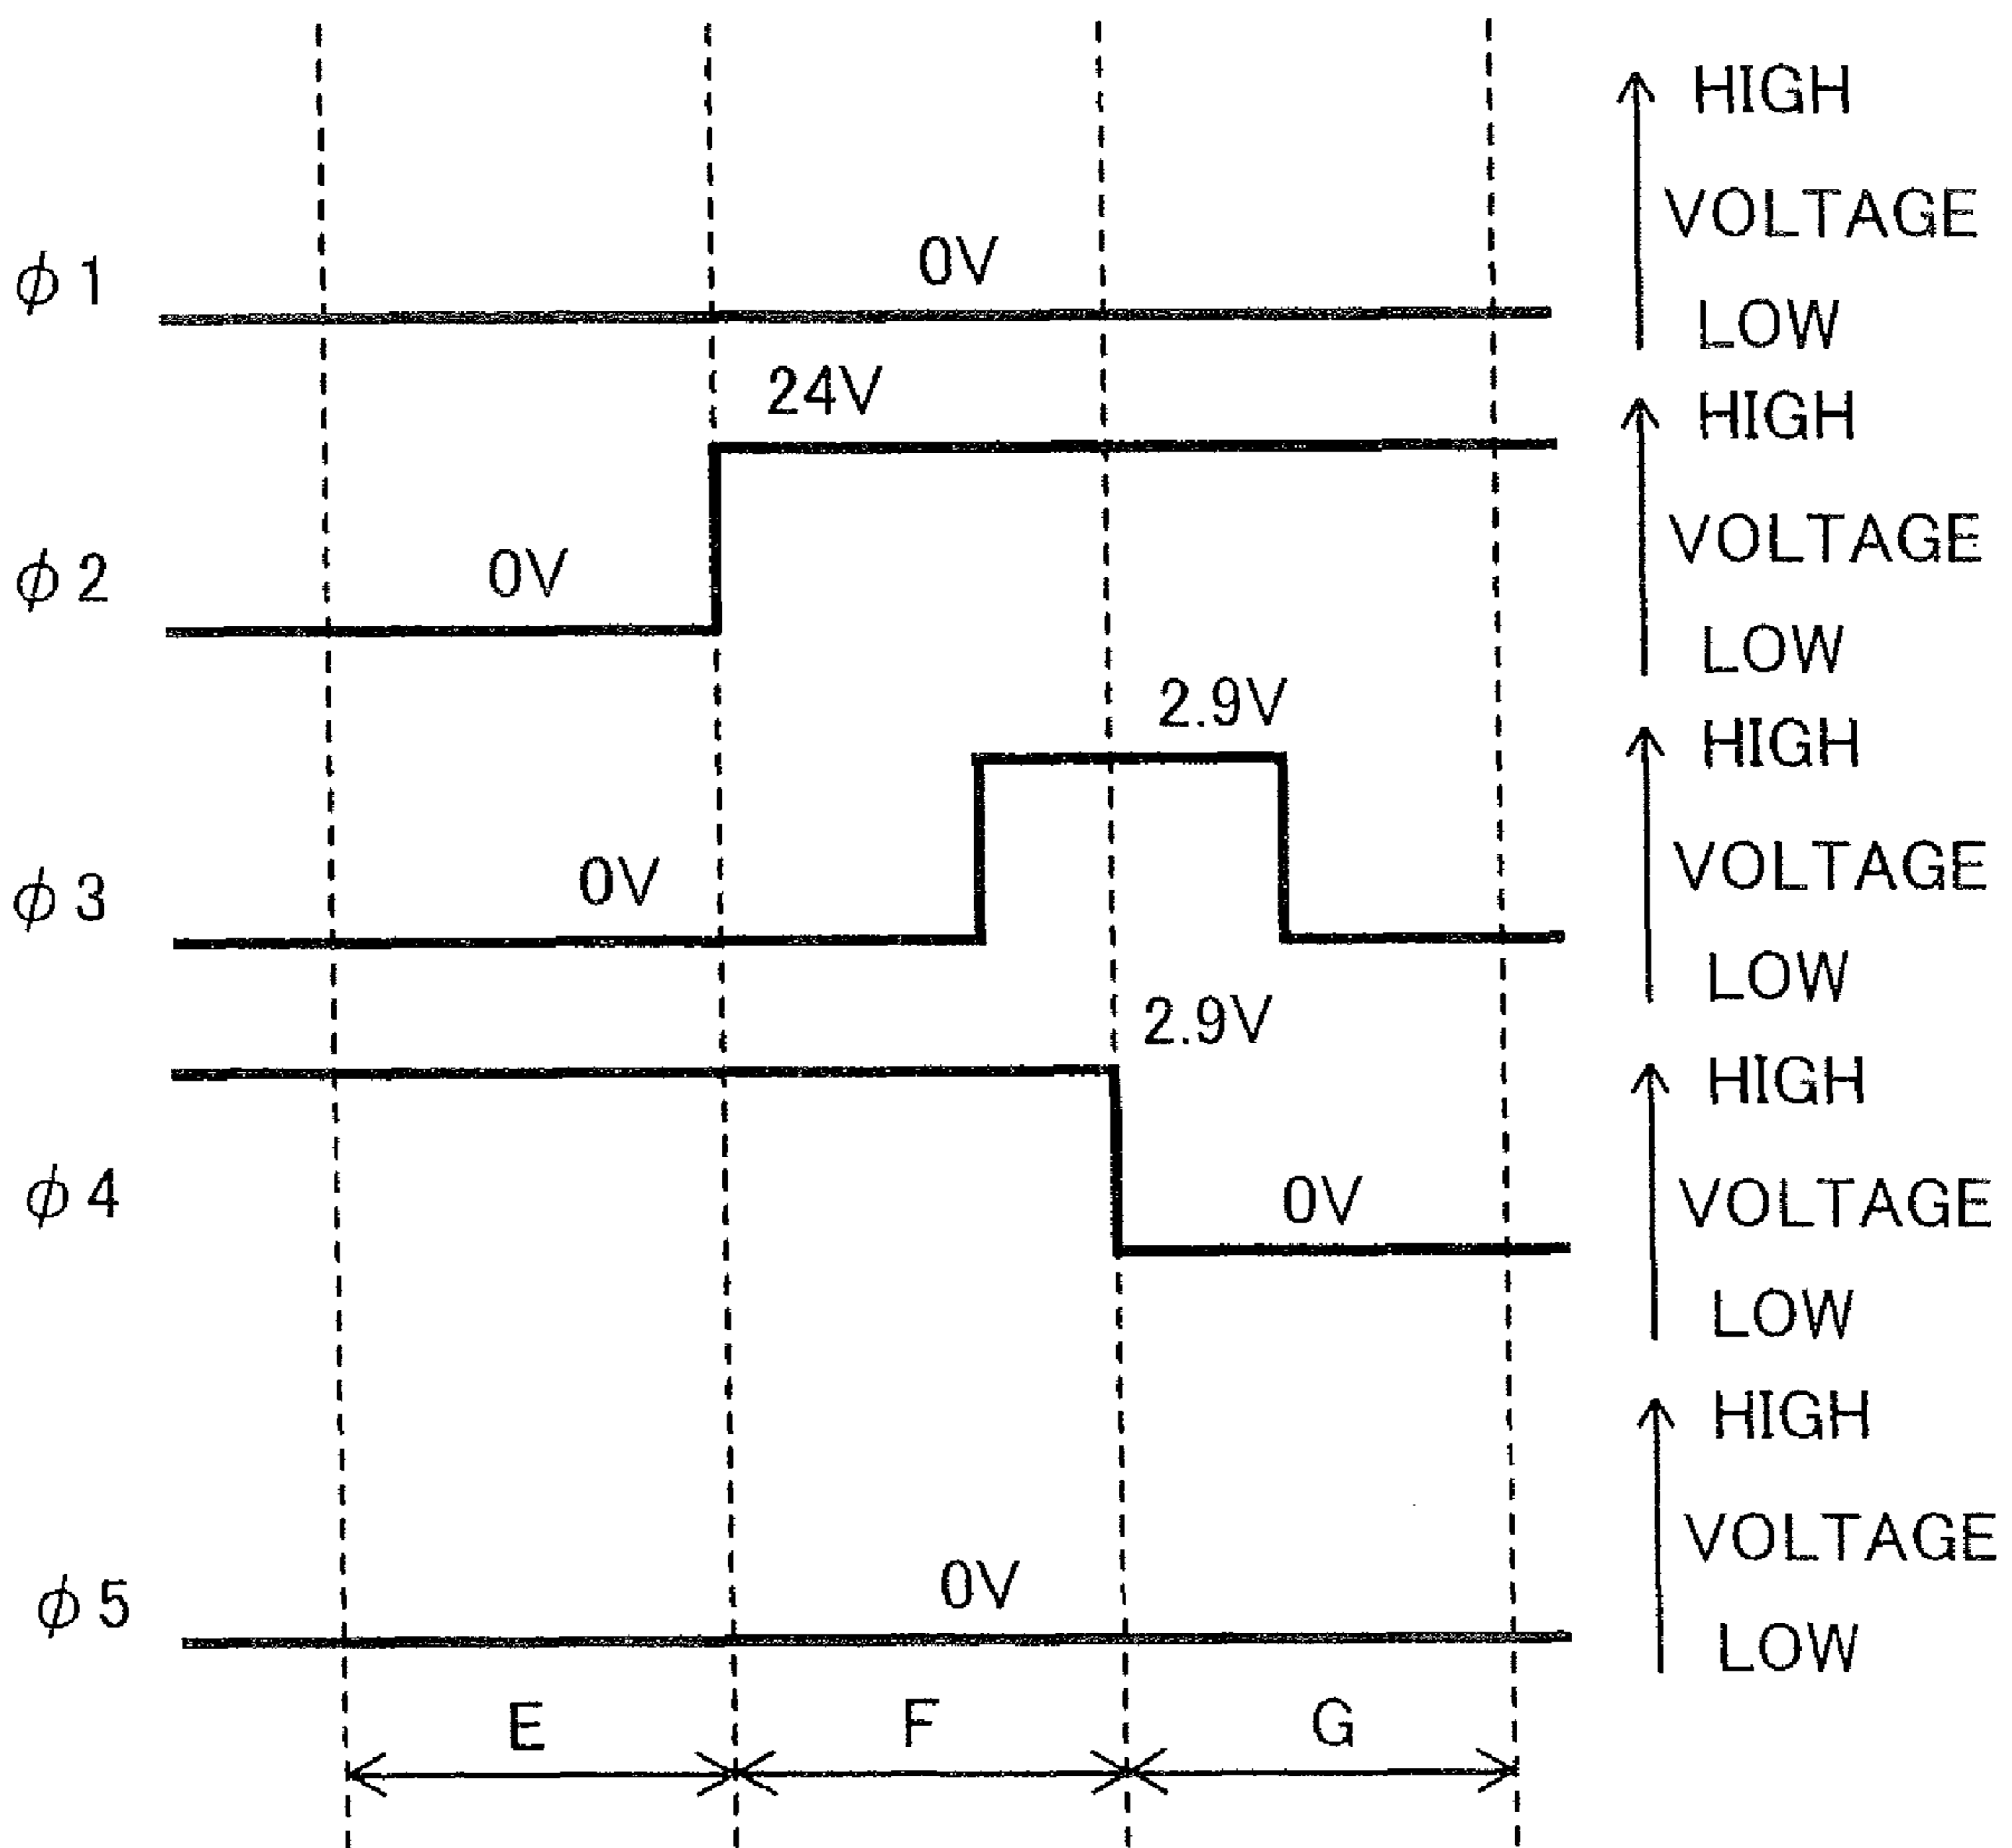 HIGH
0V
VOLTAGE
φ1
LOW
24V
HIGH
0V
VOLTAGE
φ2
LOW
2.9V
HIGH
0V
VOLTAGE
φ3
LOW
2.9V
HIGH
φ4
0V
VOLTAGE
LOW
HIGH
0V
VOLTAGE
φ5
LOW
E F G